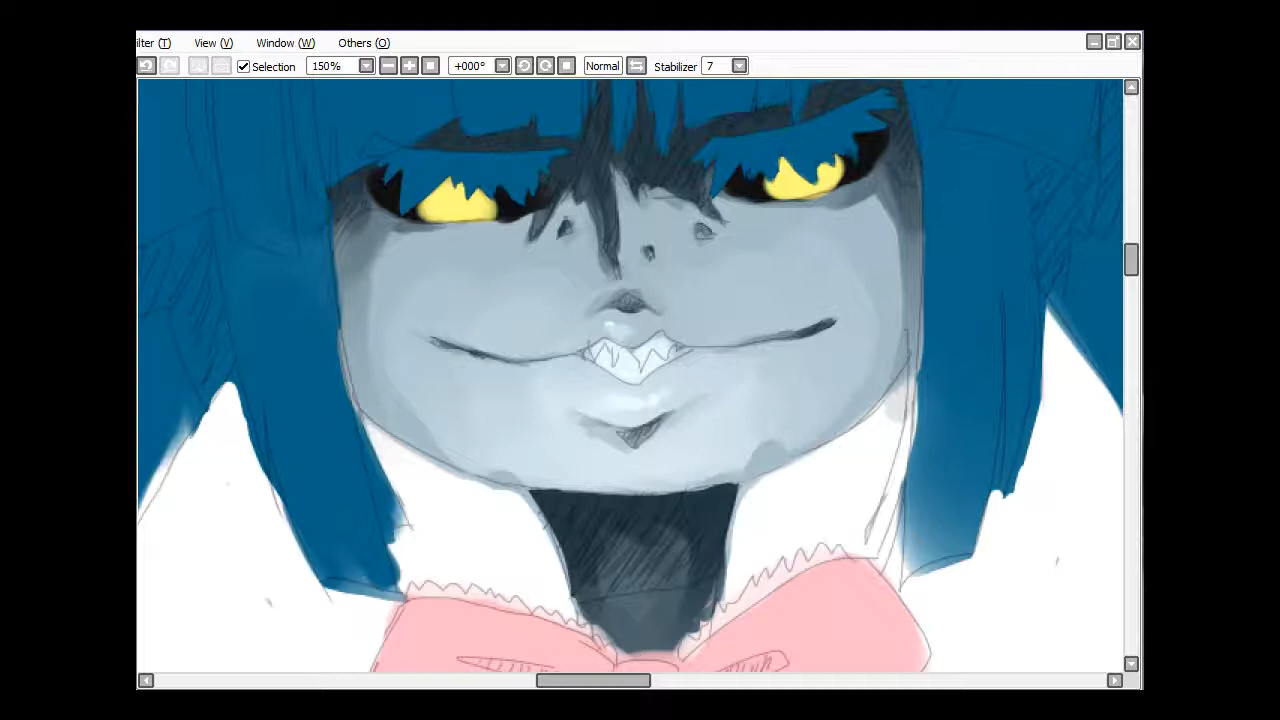 ilter (T) View (V) Window (W) Others (O)
Selection 150% +000° Normal Stabilizer 7